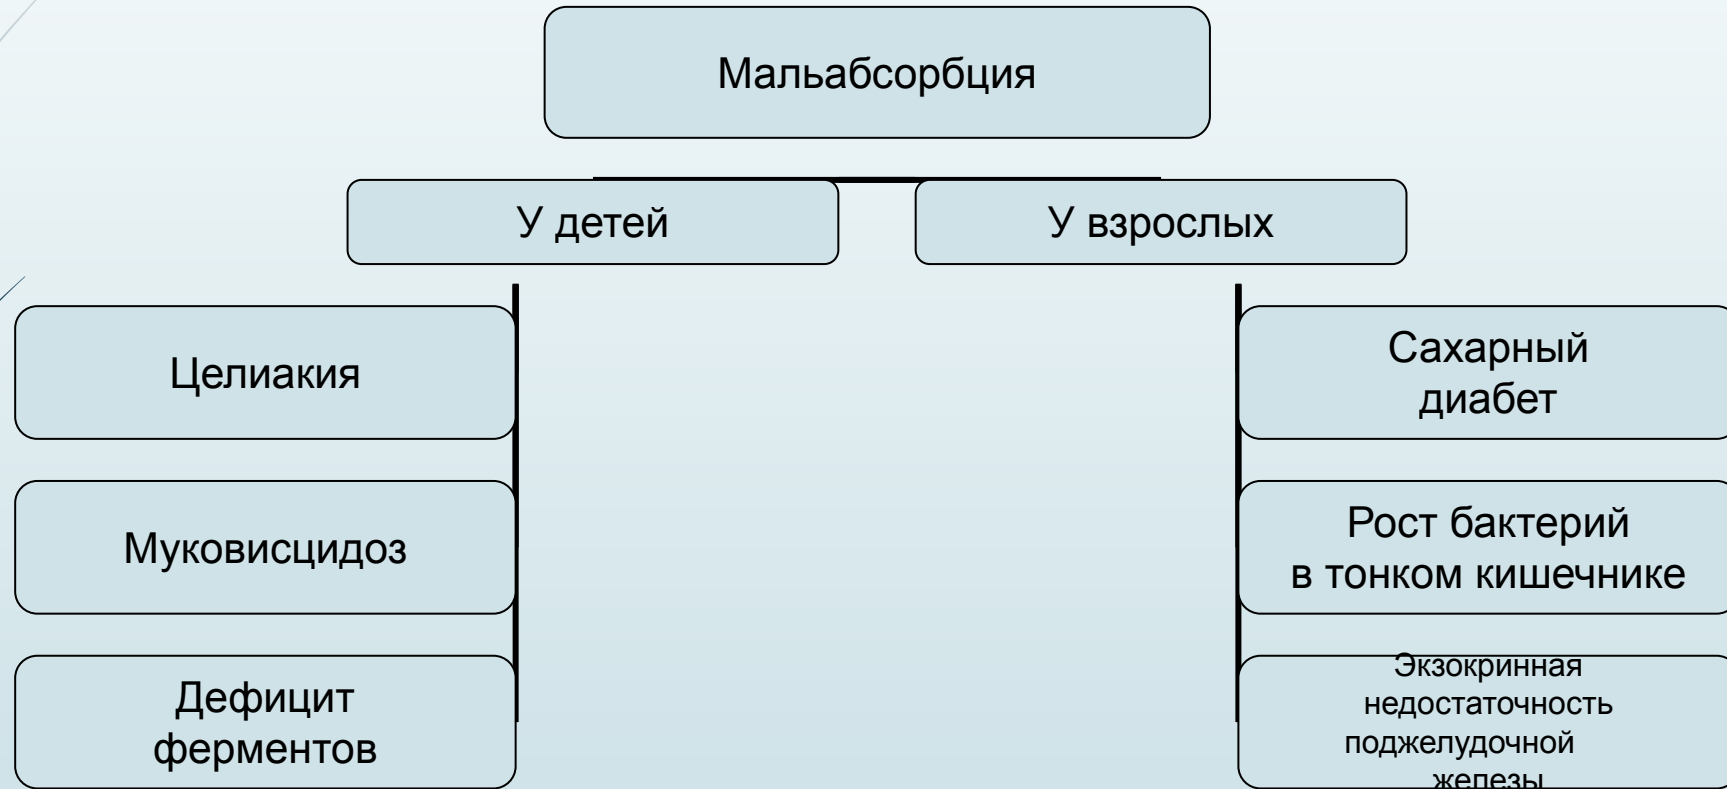 Мальабсорбция
У детей
У взрослых
Целиакия
Муковисцидоз
Дефицит
ферментов
Сахарный
диабет
Рост бактерий
в тонком кишечнике
Экзокринная
недостаточность
поджелудочной
железы